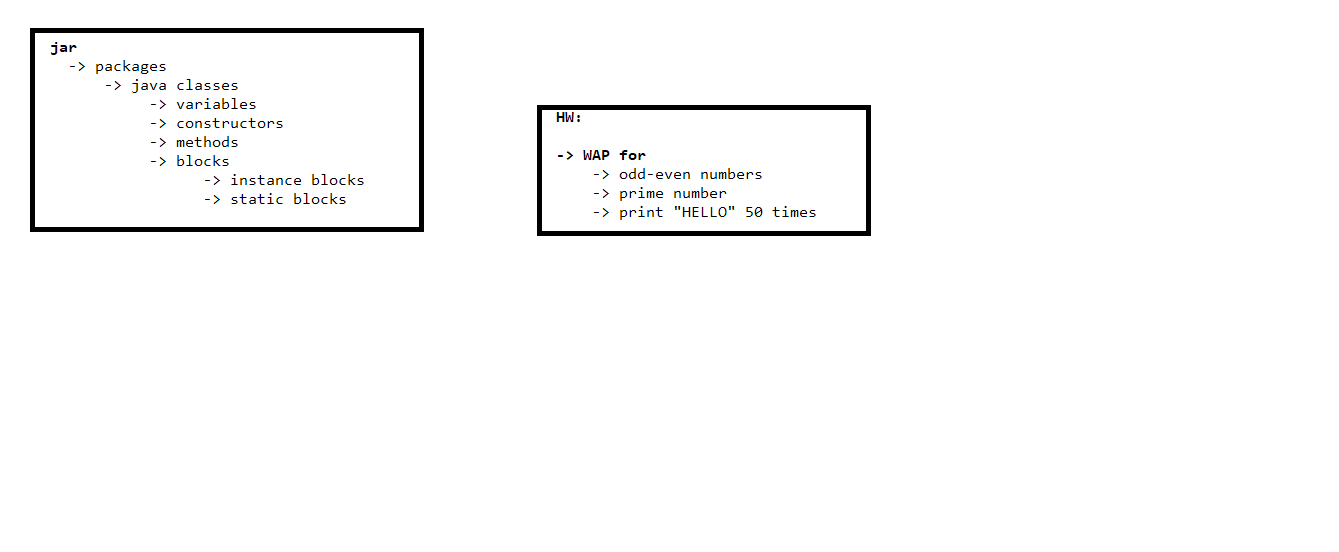 jar
-> packages
-> java classes
-> variables
-> constructors
-> methods
-> blocks
-> instance blocks
-> static blocks
HW:
-> WAP for
-> odd-even numbers
-> prime number
-> print "HELLO" 50 times